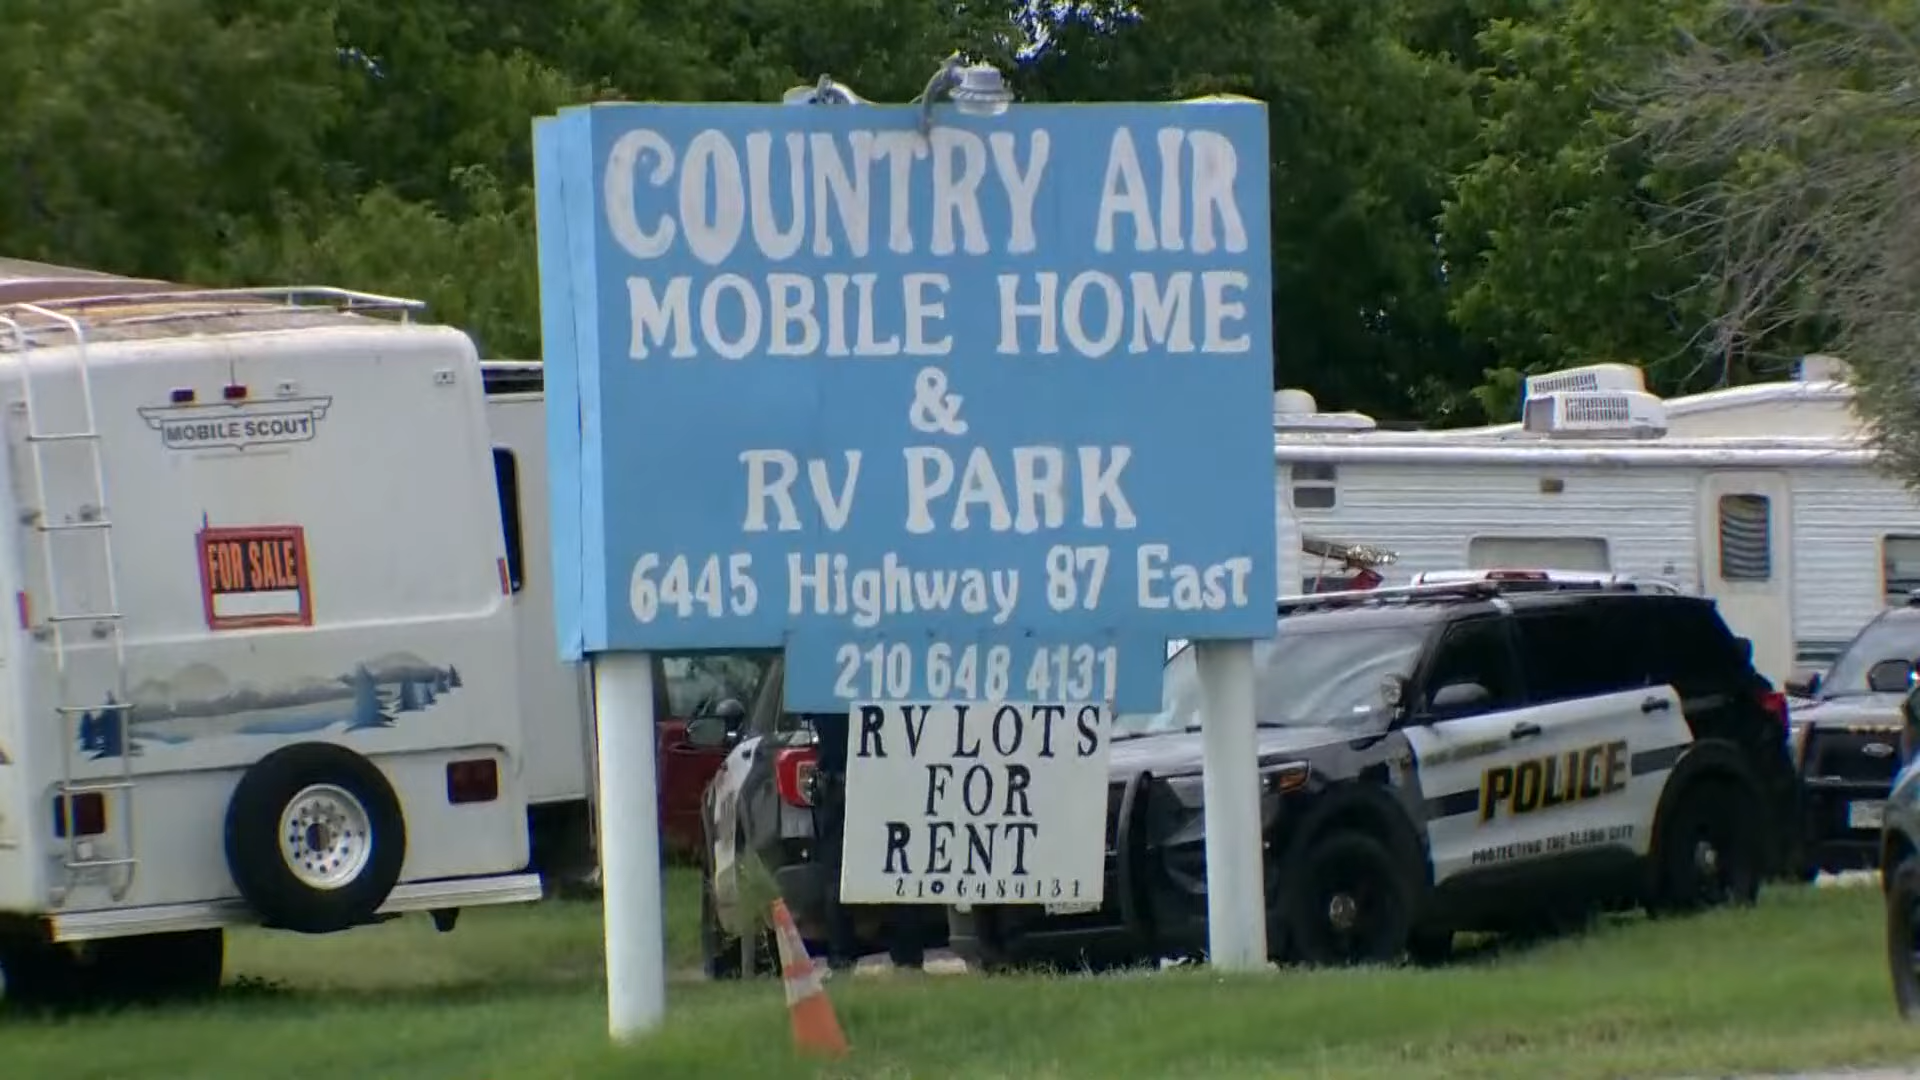 COUNTRY AIR
MOBILE HOME
&
RV PARK
6445 Highway 87 East
210 648 4131
RV LOTS
FOR
RENT
2106484131
MOBILE SCOUT
FOR SALE
POLICE
PROTECTING THE ALAMO CITY